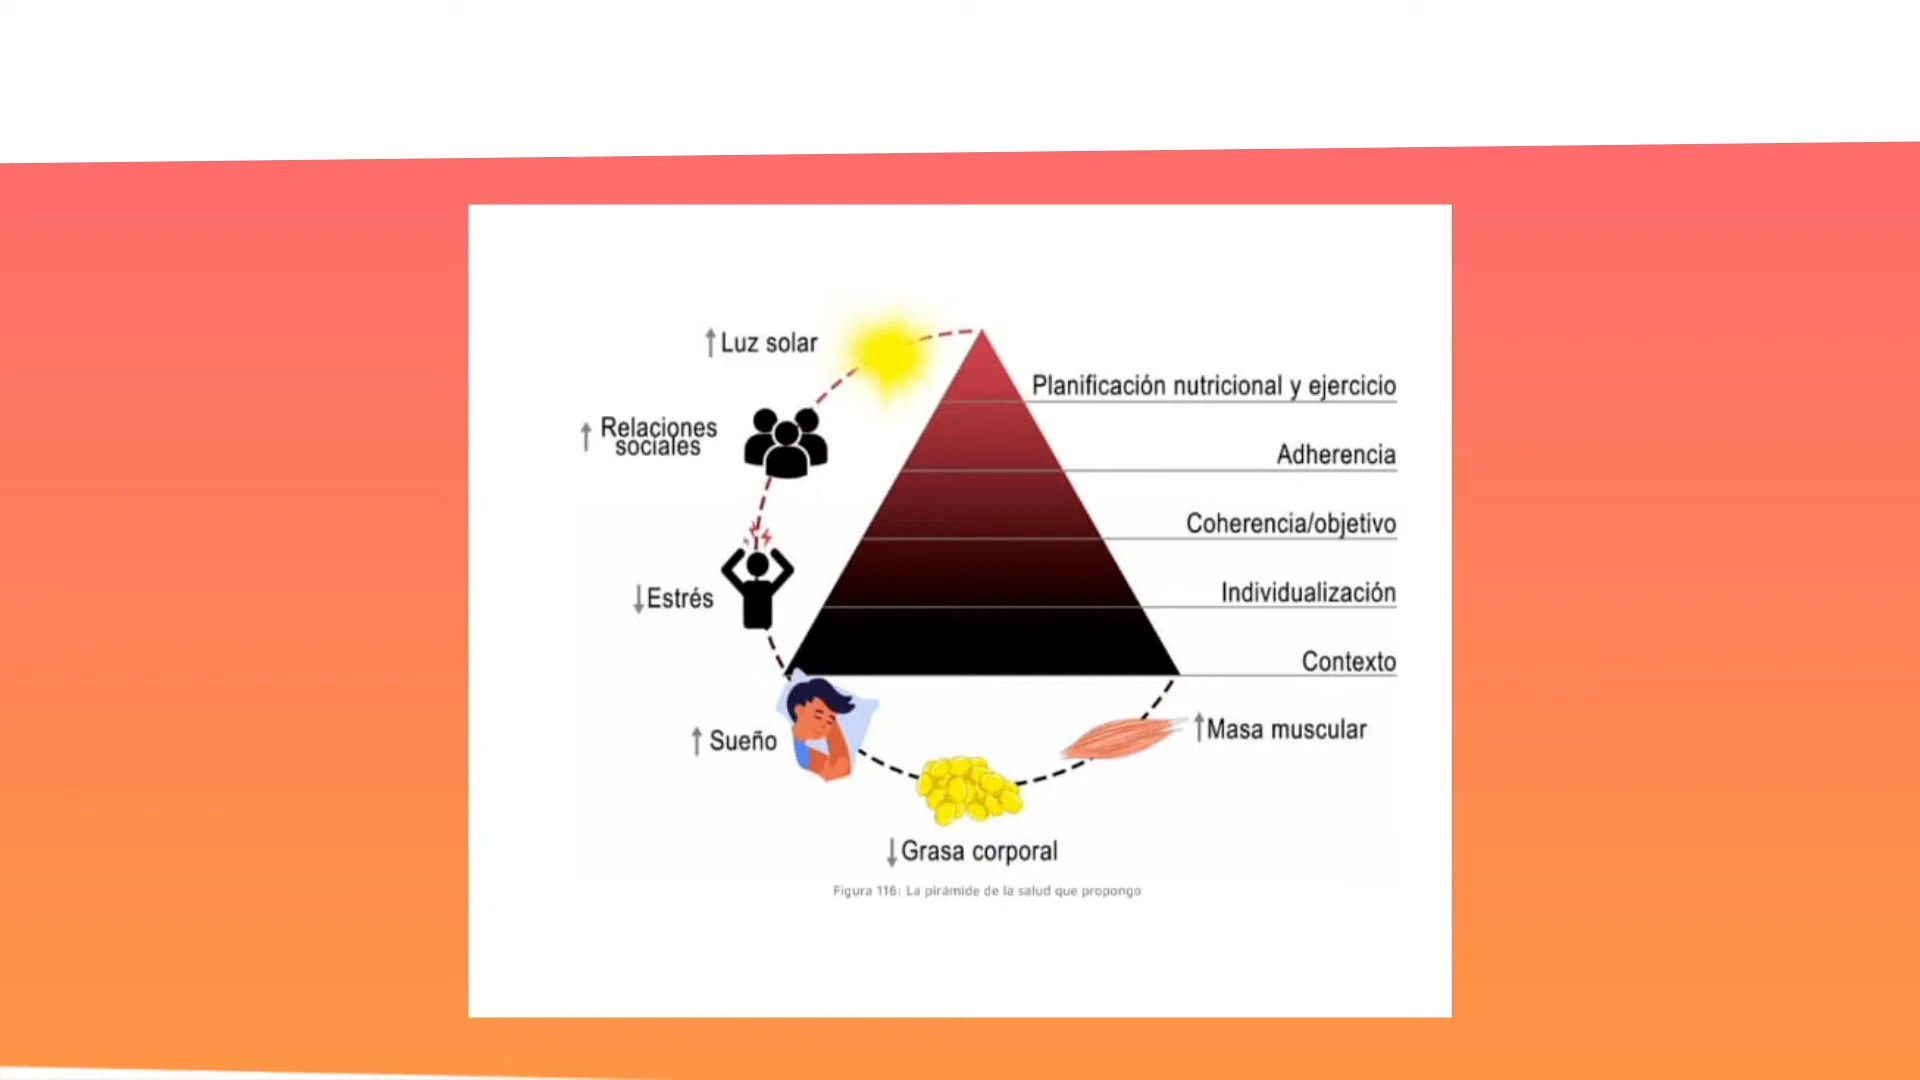 ↑ Luz solar
Planificación nutricional y ejercicio
↑ Relaciones
sociales
Adherencia
Coherencia/objetivo
↓ Estrés
Individualización
Contexto
↑ Sueño
↑ Masa muscular
↓ Grasa corporal
Figura 116: La pirámide de la salud que propongo